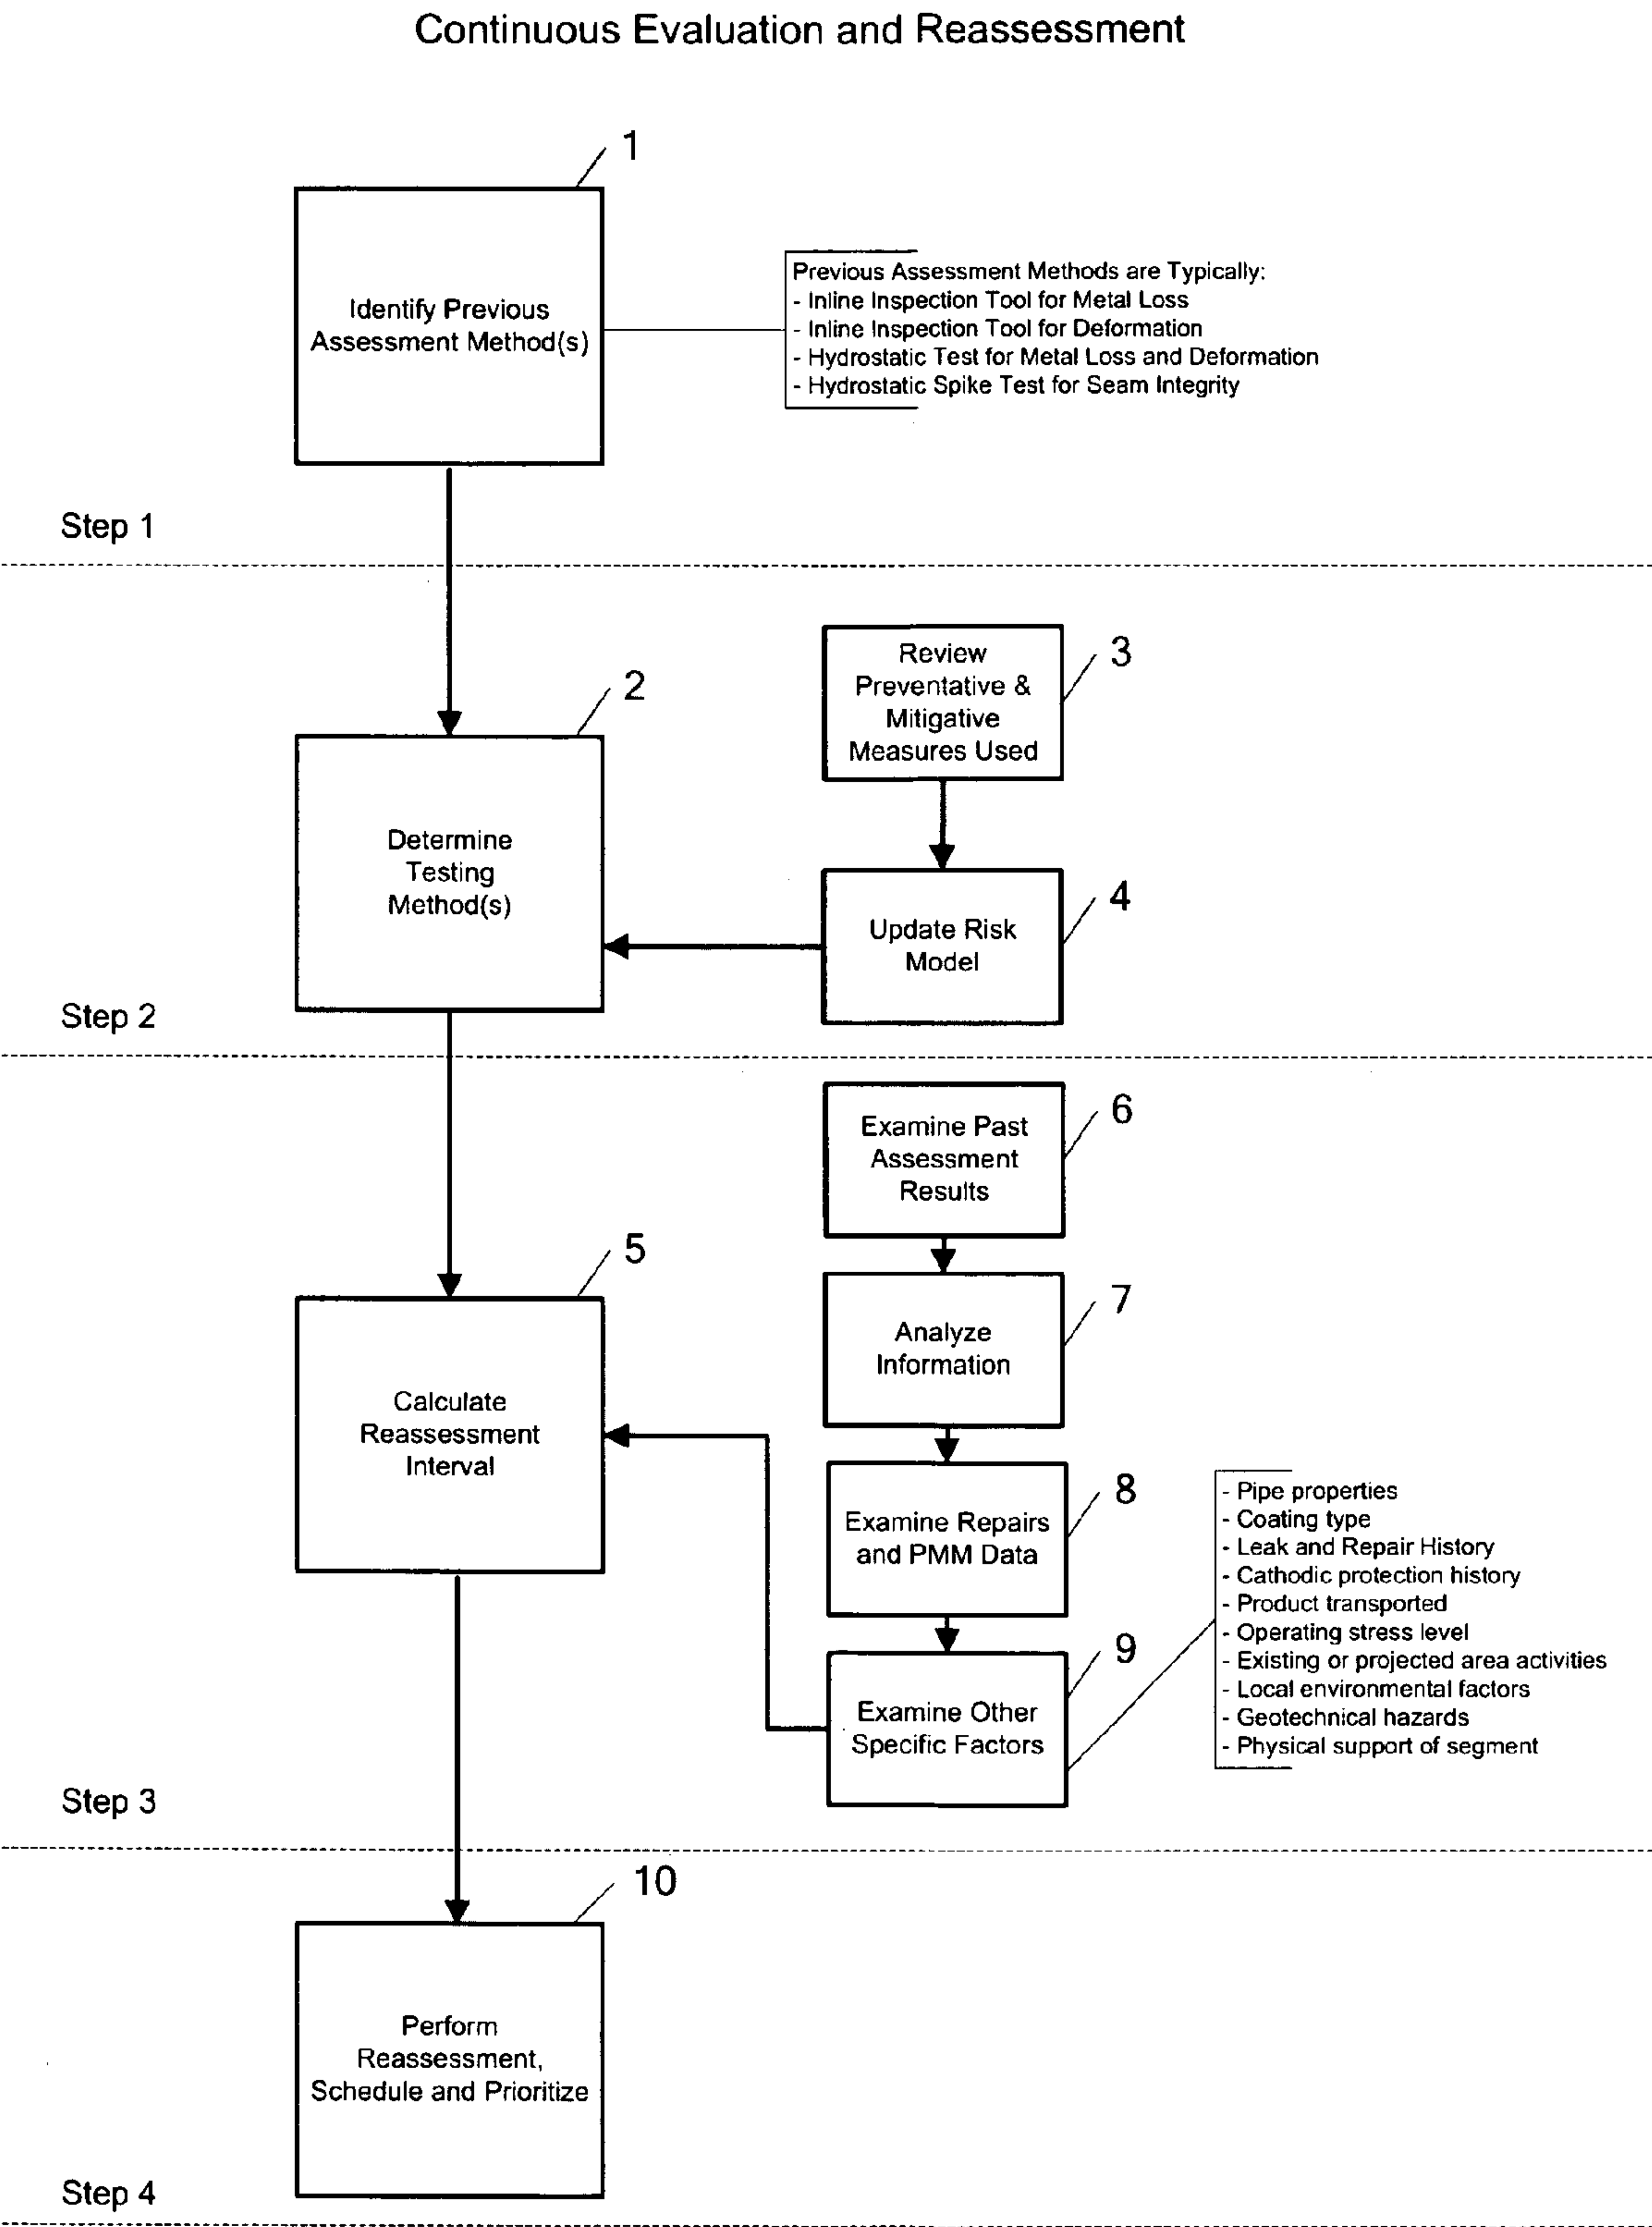 Continuous Evaluation and Reassessment
1
Identify Previous
Assessment Method(s)
Previous Assessment Methods are Typically:
- Inline Inspection Tool for Metal Loss
- Inline Inspection Tool for Deformation
- Hydrostatic Test for Metal Loss and Deformation
- Hydrostatic Spike Test for Seam Integrity
Step 1
2
Determine
Testing
Method(s)
3
Review
Preventative &
Mitigative
Measures Used
4
Update Risk
Model
Step 2
5
Calculate
Reassessment
Interval
6
Examine Past
Assessment
Results
7
Analyze
Information
8
Examine Repairs
and PMM Data
9
Examine Other
Specific Factors
- Pipe properties
- Coating type
- Leak and Repair History
- Cathodic protection history
- Product transported
- Operating stress level
- Existing or projected area activities
- Local environmental factors
- Geotechnical hazards
- Physical support of segment
Step 3
10
Perform
Reassessment,
Schedule and Prioritize
Step 4